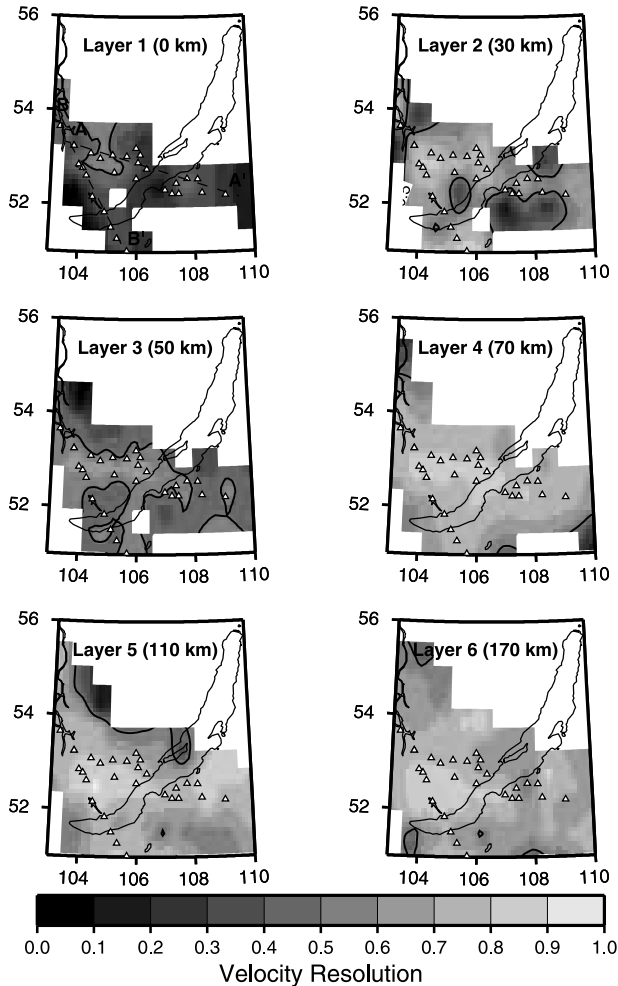 56
Layer 1 (0 km)
54
B
A
A'
52
B'
104 106 108 110
56
Layer 2 (30 km)
54
52
104 106 108 110
56
Layer 3 (50 km)
54
52
104 106 108 110
56
Layer 4 (70 km)
54
52
104 106 108 110
56
Layer 5 (110 km)
54
52
104 106 108 110
56
Layer 6 (170 km)
54
52
104 106 108 110
0.0 0.1 0.2 0.3 0.4 0.5 0.6 0.7 0.8 0.9 1.0
Velocity Resolution